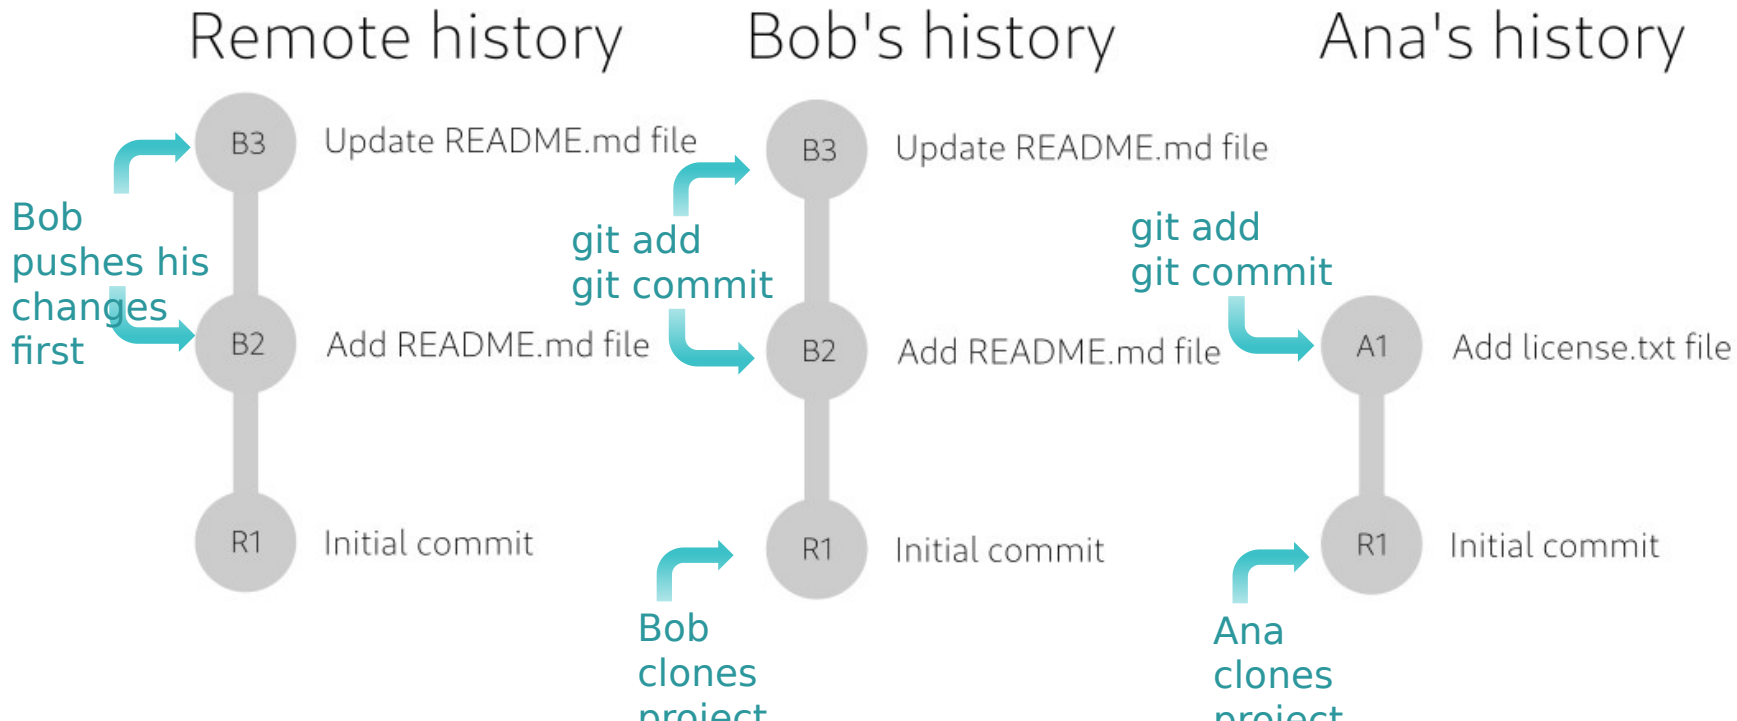 Remote history
B3 Update README.md file
Bob
pushes his
changes
first
B2 Add README.md file
R1 Initial commit
Bob's history
B3 Update README.md file
git add
git commit
B2 Add README.md file
R1 Initial commit
Bob
clones
project
Ana's history
git add
git commit
A1 Add license.txt file
R1 Initial commit
Ana
clones
project